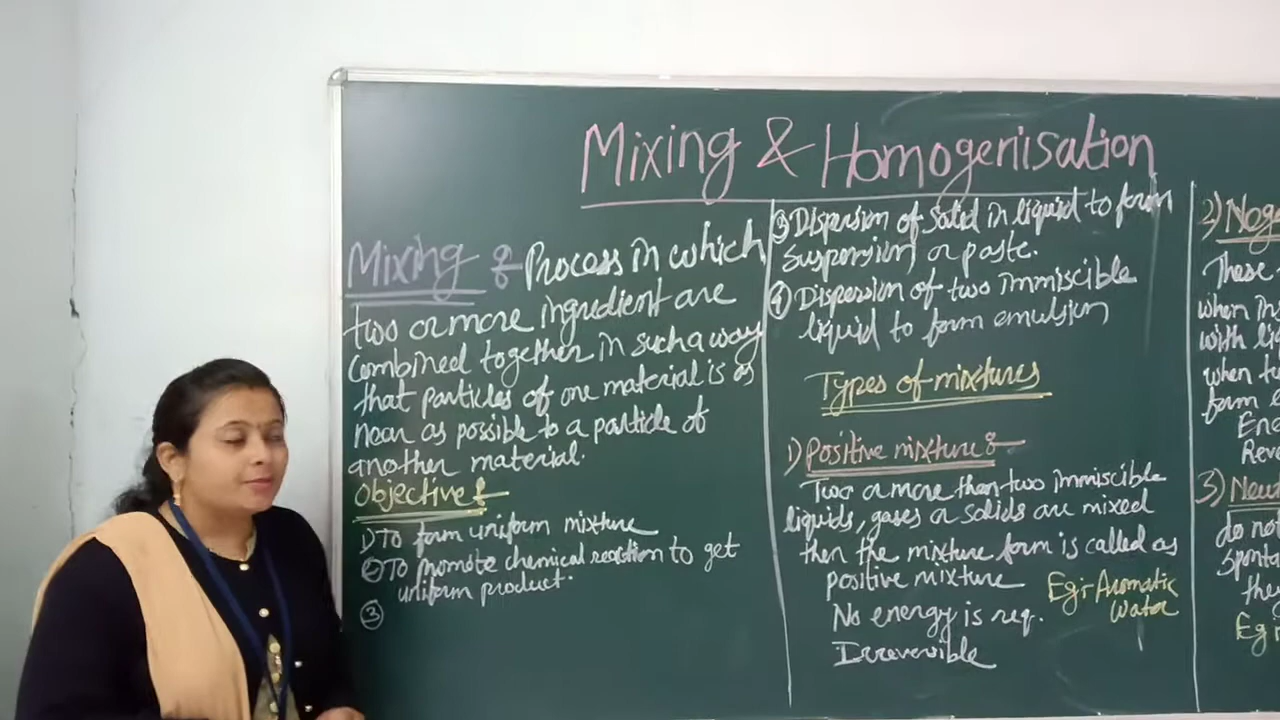 Mixing & Homogenisation
Mixing :- Process in which
two or more ingredient are
combined together in such a way
that particles of one material is as
near as possible to a particle of
another material.
Objective :-
1) To form uniform mixture
② To promote chemical reaction to get
uniform product.
③
③ Dispersion of solid in liquid to form
suspension or paste.
④ Dispersion of two immiscible
liquid to form emulsion
Types of mixtures
1) Positive mixture :-
Two or more than two immiscible
liquids, gases or solids are mixed
then the mixture form is called as
positive mixture
Eg:- Aromatic
Water
No energy is req.
Irreversible
2) Neg
These
when in
with liq
when tw
form e
Ene
Reve
3) Neut
do no
sponta
the
Eg: